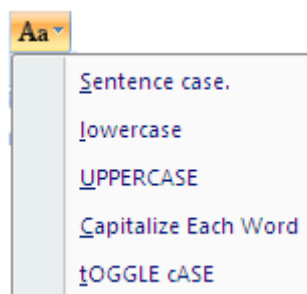 Aa
Sentence case.
lowercase
UPPERCASE
Capitalize Each Word
tOGGLE cASE